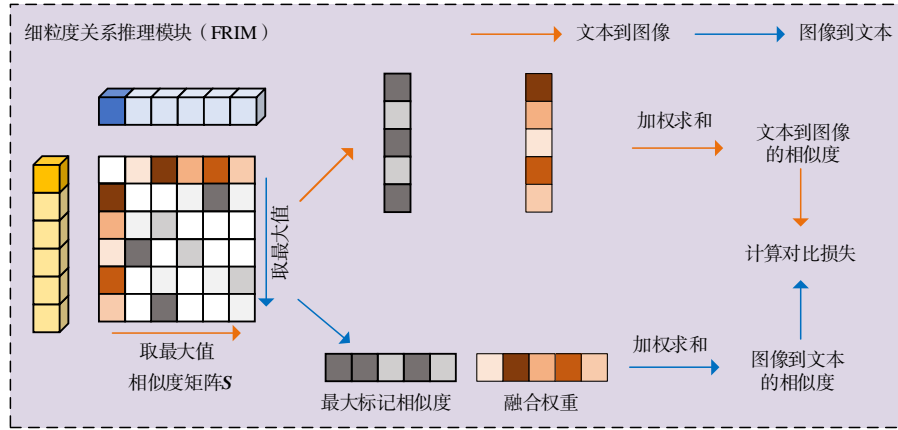 细粒度关系推理模块（FRIM）
文本到图像
图像到文本
加权求和
文本到图像
的相似度
取最大值
计算对比损失
取最大值
相似度矩阵S
加权求和
图像到文本
的相似度
最大标记相似度
融合权重